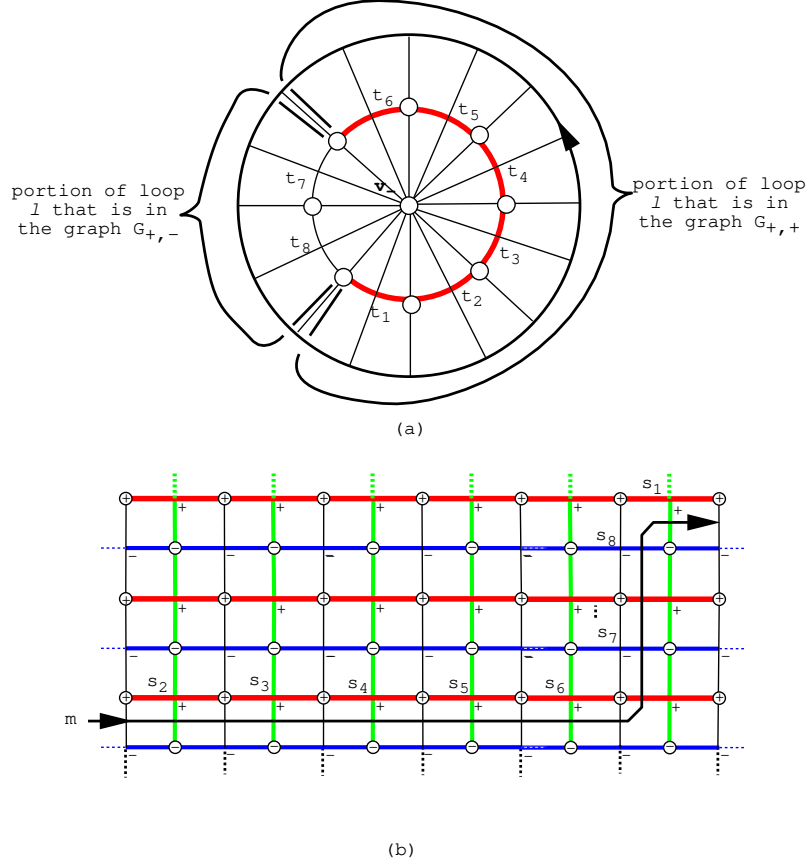 t₆
t₅
t₇
v₋
t₄
portion of loop
l that is in
the graph G₊,₋
portion of loop
l that is in
the graph G₊,₊
t₈
t₃
t₂
t₁
(a)
s₁
+ + + + + + +
+ + + + + +
s₈
− − − − − −
− − − − − − −
+ + + + + + +
+ + + + + +
s₇
− − − − − −
− − − − − − −
s₂ s₃ s₄ s₅ s₆
+ + + + + + +
+ + + + + +
m
− − − − − −
− − − − − − −
(b)